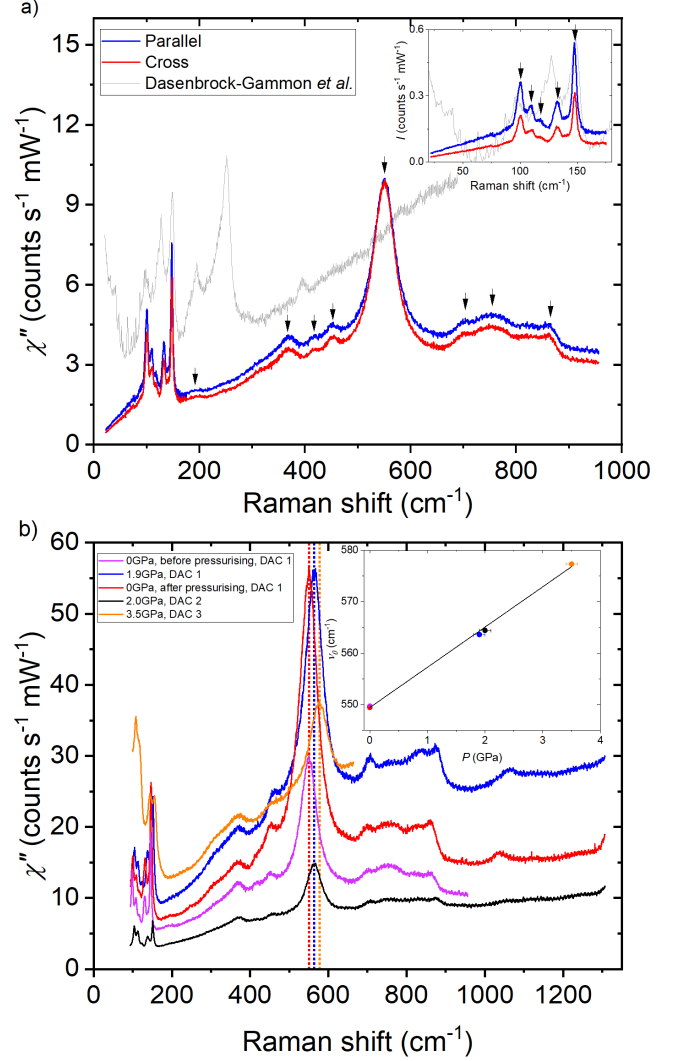 a)
Parallel
Cross
Dasenbrock-Gammon et al.
χ″ (counts s-1 mW-1)
15
12
9
6
3
0
0
200
400
600
800
1000
Raman shift (cm-1)
I (counts s-1 mW-1)
0.6
0.3
0.0
50
100
150
Raman shift (cm-1)
b)
0GPa, before pressurising, DAC 1
1.9GPa, DAC 1
0GPa, after pressurising, DAC 1
2.0GPa, DAC 2
3.5GPa, DAC 3
χ″ (counts s-1 mW-1)
60
50
40
30
20
10
0
0
200
400
600
800
1000
1200
Raman shift (cm-1)
ν0 (cm-1)
580
570
560
550
0
1
2
3
4
P (GPa)